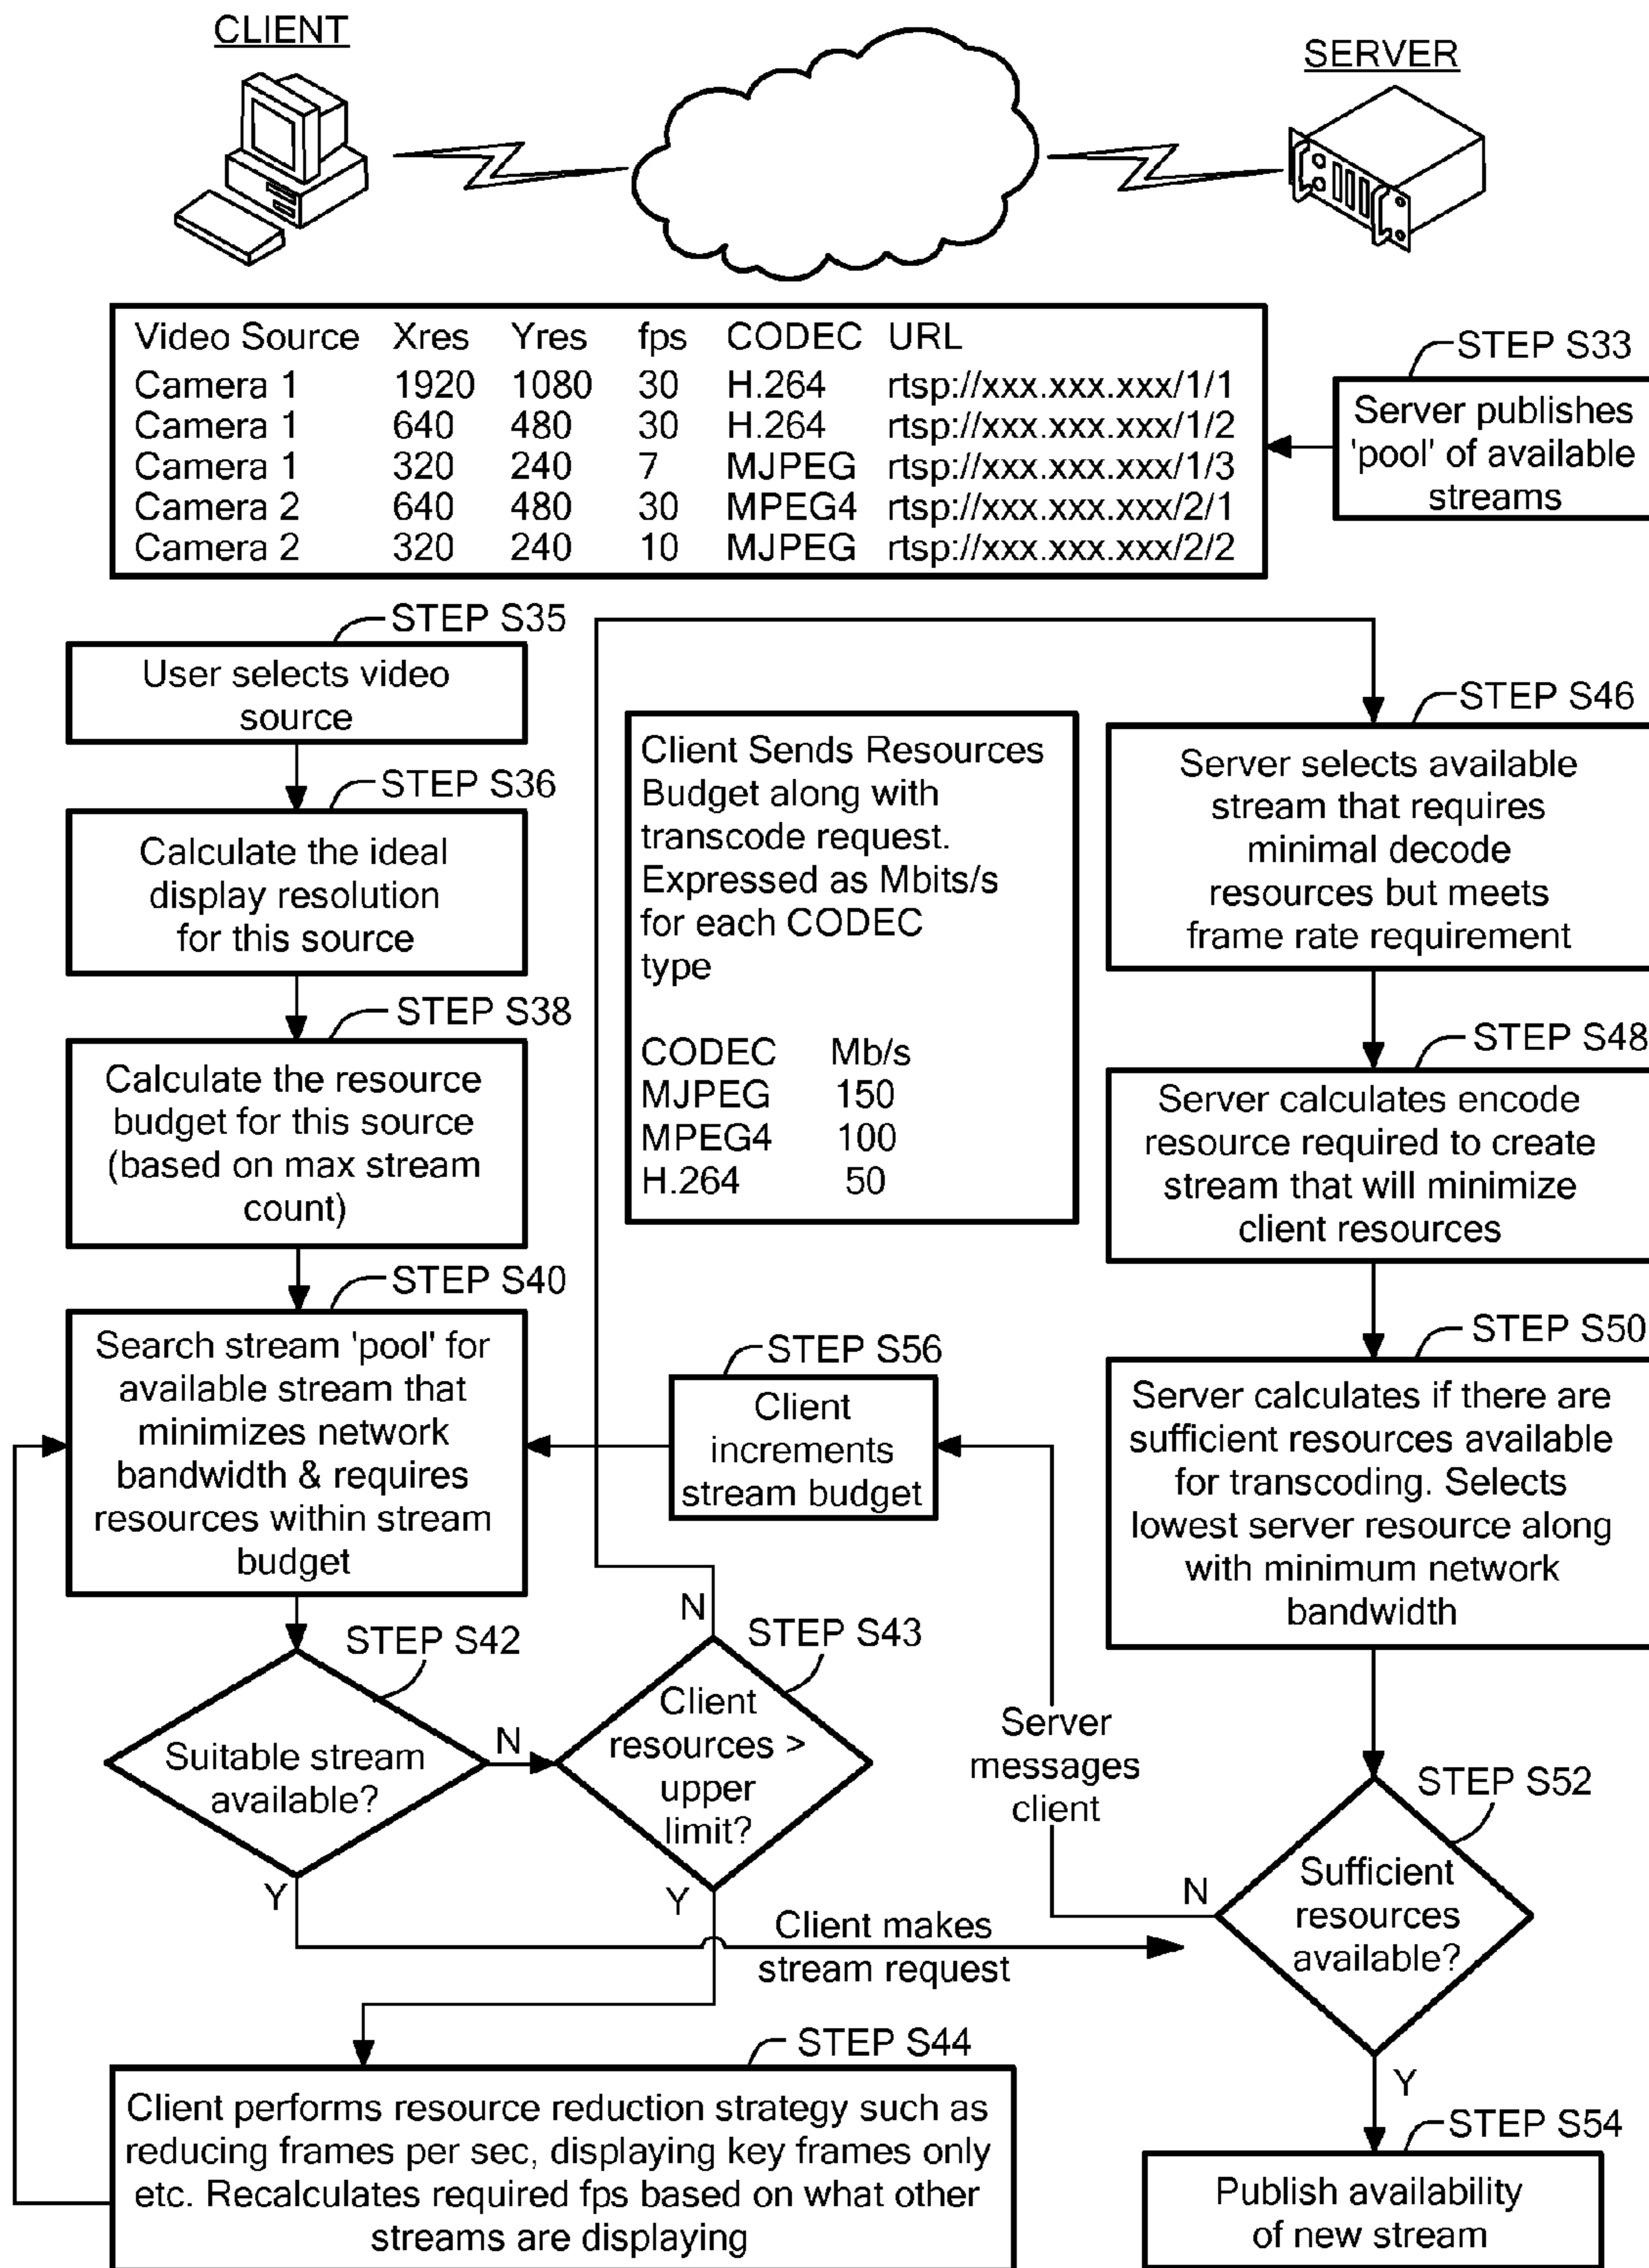 CLIENT
SERVER
Video Source Xres Yres fps CODEC URL
Camera 1 1920 1080 30 H.264 rtsp://xxx.xxx.xxx/1/1
Camera 1 640 480 30 H.264 rtsp://xxx.xxx.xxx/1/2
Camera 1 320 240 7 MJPEG rtsp://xxx.xxx.xxx/1/3
Camera 2 640 480 30 MPEG4 rtsp://xxx.xxx.xxx/2/1
Camera 2 320 240 10 MJPEG rtsp://xxx.xxx.xxx/2/2
STEP S33
Server publishes
'pool' of available
streams
STEP S35
User selects video
source
STEP S36
Calculate the ideal
display resolution
for this source
STEP S38
Calculate the resource
budget for this source
(based on max stream
count)
STEP S40
Search stream 'pool' for
available stream that
minimizes network
bandwidth & requires
resources within stream
budget
STEP S42
Suitable stream
available?
N
Y
STEP S43
Client
resources >
upper
limit?
N
Y
Client makes
stream request
STEP S44
Client performs resource reduction strategy such as
reducing frames per sec, displaying key frames only
etc. Recalculates required fps based on what other
streams are displaying
Client Sends Resources
Budget along with
transcode request.
Expressed as Mbits/s
for each CODEC
type
CODEC Mb/s
MJPEG 150
MPEG4 100
H.264 50
STEP S56
Client
increments
stream budget
Server
messages
client
STEP S46
Server selects available
stream that requires
minimal decode
resources but meets
frame rate requirement
STEP S48
Server calculates encode
resource required to create
stream that will minimize
client resources
STEP S50
Server calculates if there are
sufficient resources available
for transcoding. Selects
lowest server resource along
with minimum network
bandwidth
STEP S52
Sufficient
resources
available?
N
Y
STEP S54
Publish availability
of new stream